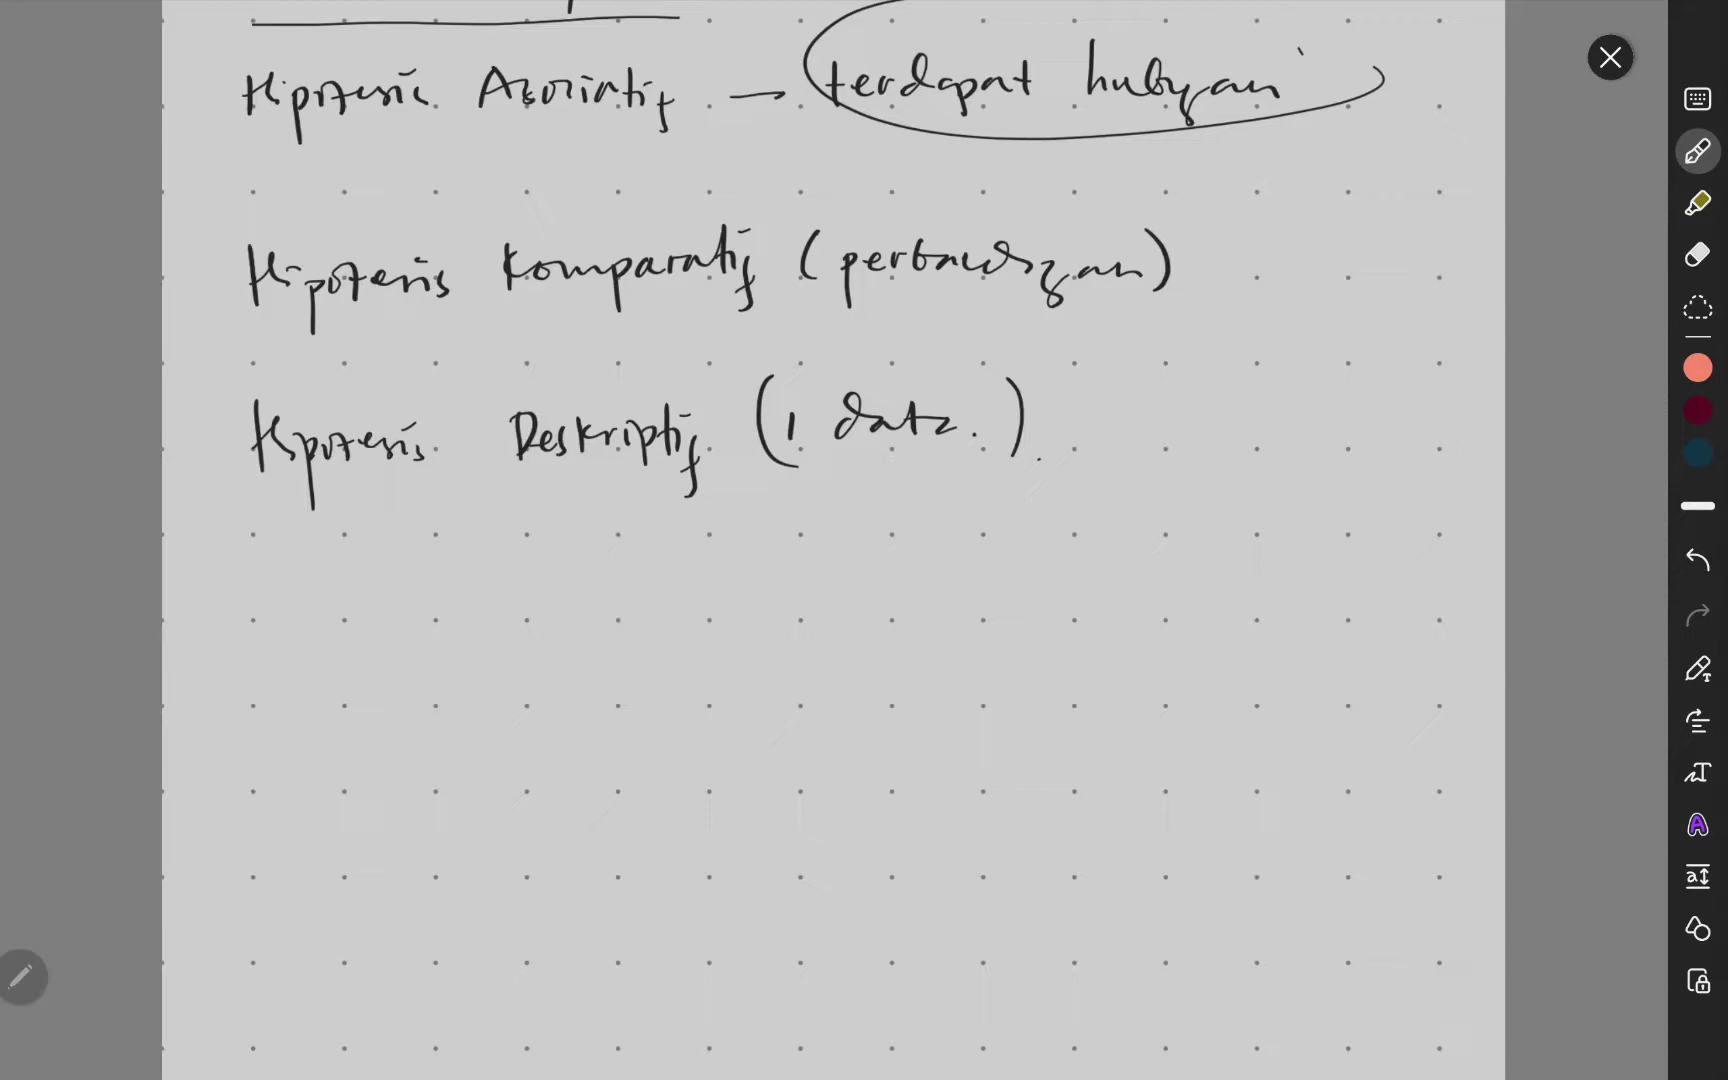 Hipotesis Asosiatif → terdapat hubungan
Hipotesis Komparatif (perbandingan)
Hipotesis Deskriptif (1 data.).